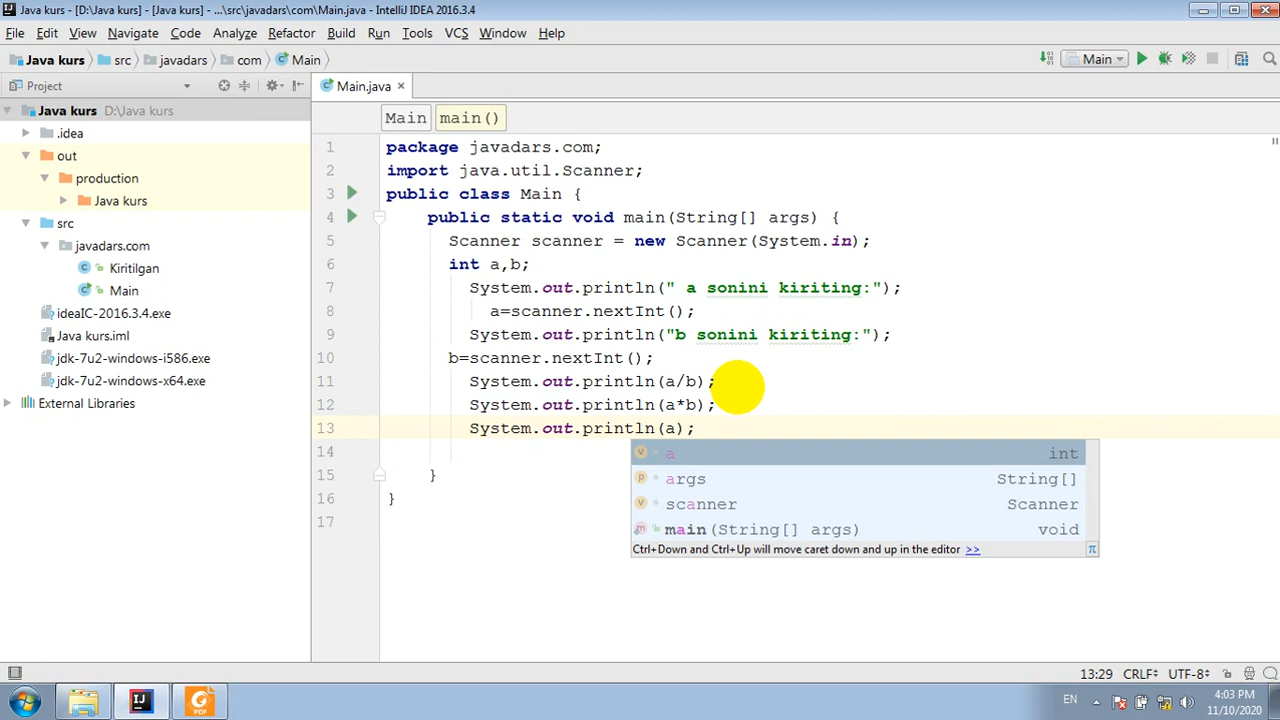 Java kurs - [D:\Java kurs] - [Java kurs] - ...\src\javadars\com\Main.java - IntelliJ IDEA 2016.3.4
File Edit View Navigate Code Analyze Refactor Build Run Tools VCS Window Help
Java kurs src javadars com Main Main
Project
Main.java
Java kurs D:\Java kurs
.idea
out
production
Java kurs
src
javadars.com
Kiritilgan
Main
ideaIC-2016.3.4.exe
Java kurs.iml
jdk-7u2-windows-i586.exe
jdk-7u2-windows-x64.exe
External Libraries
Main main()
1 package javadars.com;
2 import java.util.Scanner;
3 public class Main {
4 public static void main(String[] args) {
5 Scanner scanner = new Scanner(System.in);
6 int a,b;
7 System.out.println(" a sonini kiriting:");
8 a=scanner.nextInt();
9 System.out.println("b sonini kiriting:");
10 b=scanner.nextInt();
11 System.out.println(a/b);
12 System.out.println(a*b);
13 System.out.println(a);
14
15 }
16 }
17
a int
args String[]
scanner Scanner
main(String[] args) void
Ctrl+Down and Ctrl+Up will move caret down and up in the editor >>
π
13:29 CRLF UTF-8
PDF
EN
4:03 PM
11/10/2020